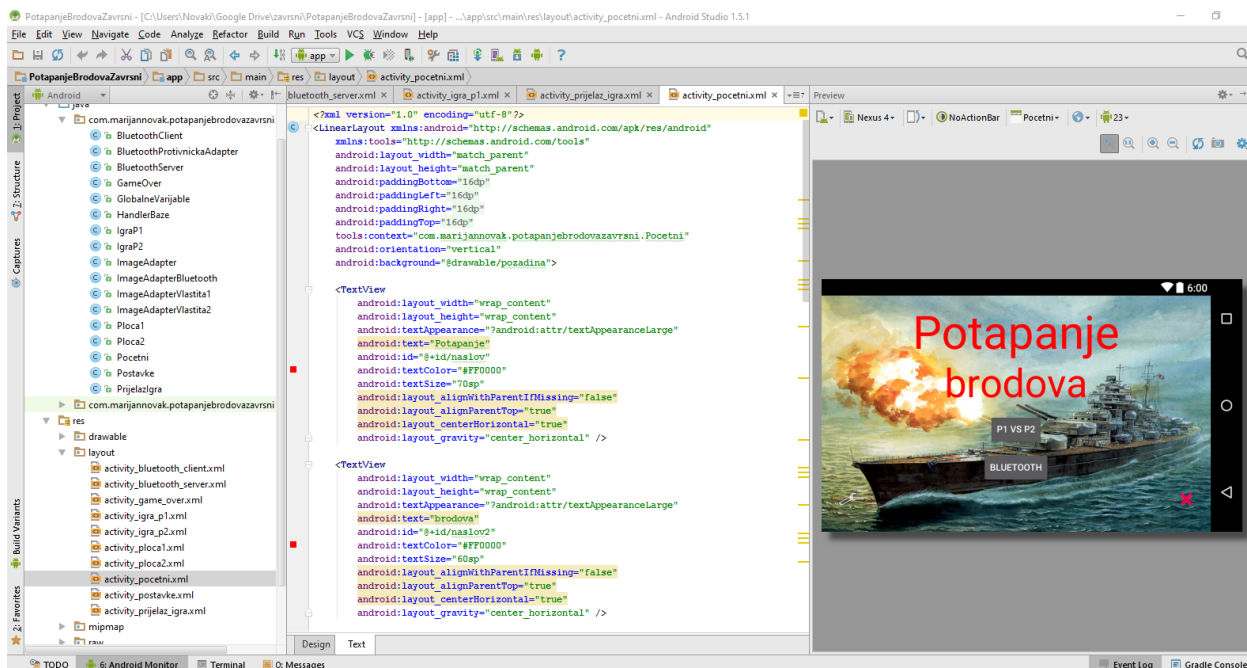 PotapanjeBrodovaZavrsni - [C:\Users\Novaki\Google Drive\zavrsni\PotapanjeBrodovaZavrsni] - [app] - ...\app\src\main\res\layout\activity_pocetni.xml - Android Studio 1.5.1
File Edit View Navigate Code Analyze Refactor Build Run Tools VCS Window Help
app
PotapanjeBrodovaZavrsni app src main res layout activity_pocetni.xml
Android
bluetooth_server.xml activity_igra_p1.xml activity_prijelaz_igra.xml activity_pocetni.xml
Preview
1: Project
2: Structure
Captures
Build Variants
2: Favorites
java
com.marijannovak.potapanjebrodovazavrsni
BluetoothClient
BluetoothProtivnickaAdapter
BluetoothServer
GameOver
GlobalneVarijable
HandlerBaze
IgraP1
IgraP2
ImageAdapter
ImageAdapterBluetooth
ImageAdapterVlastita1
ImageAdapterVlastita2
Ploca1
Ploca2
Pocetni
Postavke
PrijelazIgra
com.marijannovak.potapanjebrodovazavrsni
res
drawable
layout
activity_bluetooth_client.xml
activity_bluetooth_server.xml
activity_game_over.xml
activity_igra_p1.xml
activity_igra_p2.xml
activity_ploca1.xml
activity_ploca2.xml
activity_pocetni.xml
activity_postavke.xml
activity_prijelaz_igra.xml
mipmap
raw
<?xml version="1.0" encoding="utf-8"?>
<LinearLayout xmlns:android="http://schemas.android.com/apk/res/android"
xmlns:tools="http://schemas.android.com/tools"
android:layout_width="match_parent"
android:layout_height="match_parent"
android:paddingBottom="16dp"
android:paddingLeft="16dp"
android:paddingRight="16dp"
android:paddingTop="16dp"
tools:context="com.marijannovak.potapanjebrodovazavrsni.Pocetni"
android:orientation="vertical"
android:background="@drawable/pozadina">
<TextView
android:layout_width="wrap_content"
android:layout_height="wrap_content"
android:textAppearance="?android:attr/textAppearanceLarge"
android:text="Potapanje"
android:id="@+id/naslov"
android:textColor="#FF0000"
android:textSize="70sp"
android:layout_alignWithParentIfMissing="false"
android:layout_alignParentTop="true"
android:layout_centerHorizontal="true"
android:layout_gravity="center_horizontal" />
<TextView
android:layout_width="wrap_content"
android:layout_height="wrap_content"
android:textAppearance="?android:attr/textAppearanceLarge"
android:text="brodova"
android:id="@+id/naslov2"
android:textColor="#FF0000"
android:textSize="60sp"
android:layout_alignWithParentIfMissing="false"
android:layout_alignParentTop="true"
android:layout_centerHorizontal="true"
android:layout_gravity="center_horizontal" />
Design Text
Nexus 4 NoActionBar Pocetni 23
6:00
Potapanje
brodova
P1 VS P2
BLUETOOTH
TODO 6: Android Monitor Terminal 0: Messages Event Log Gradle Console